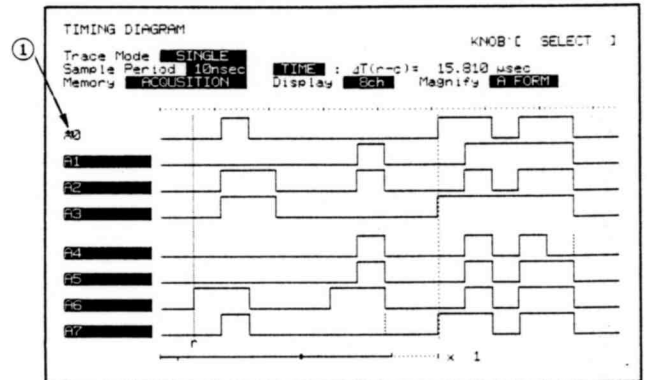 TIMING DIAGRAM
KNOB:[ SELECT ]
①
Trace Mode SINGLE
Sample Period 10nsec TIME : ΔT(r-c)= 15.810 μsec
Memory ACQUSITION Display 8ch Magnify A FORM
A0
A1
A2
A3
A4
A5
A6
A7
r
x 1